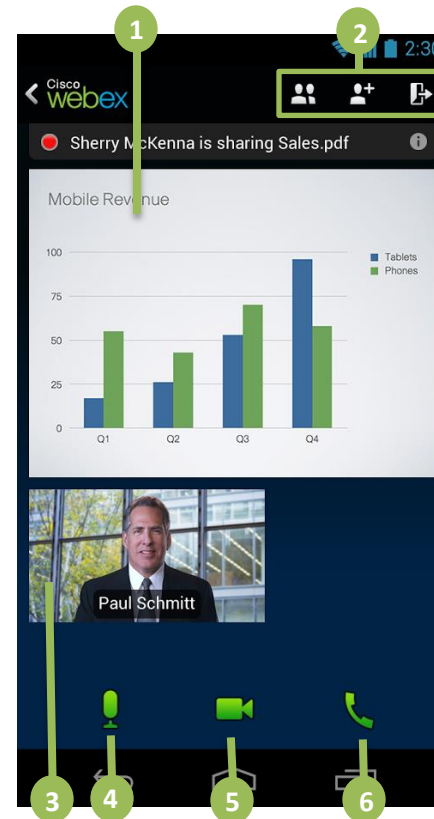 1
2
2:30
Cisco
webex
Sherry McKenna is sharing Sales.pdf
Mobile Revenue
100
75
50
25
0
Tablets
Phones
Q1 Q2 Q3 Q4
Paul Schmitt
3
4
5
6